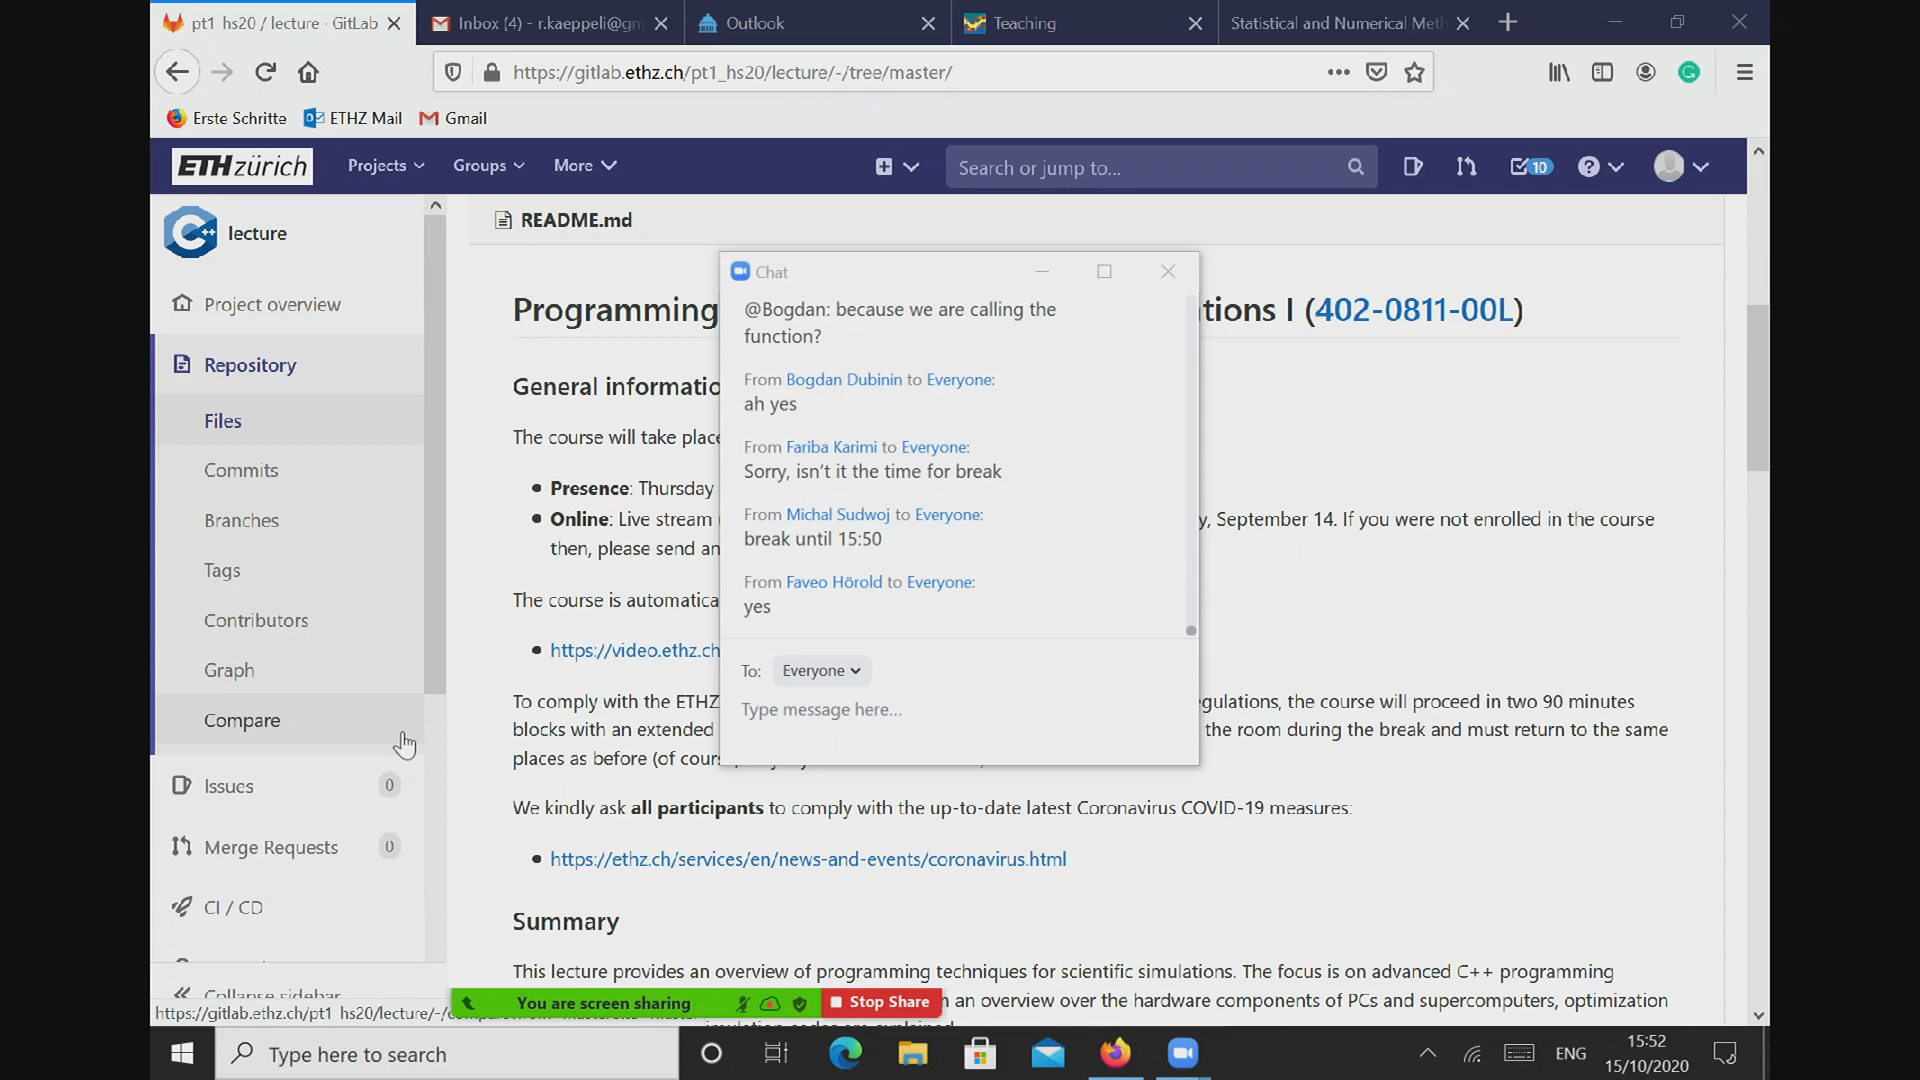 pt1_hs20 / lecture · GitLab
Inbox (4) - r.kaeppeli@gm
Outlook
Teaching
Statistical and Numerical Meth
https://gitlab.ethz.ch/pt1_hs20/lecture/-/tree/master/
Erste Schritte
ETHZ Mail
Gmail
ETH zürich
Projects
Groups
More
Search or jump to...
10
lecture
Project overview
Repository
Files
Commits
Branches
Tags
Contributors
Graph
Compare
Issues 0
Merge Requests 0
CI / CD
Collapse sidebar
https://gitlab.ethz.ch/pt1_hs20/lecture/-/
README.md
Programming
tions I (402-0811-00L)
General informatio
The course will take place
Presence: Thursday
Online: Live stream
y, September 14. If you were not enrolled in the course
then, please send an
The course is automatica
https://video.ethz.ch
To comply with the ETHZ
egulations, the course will proceed in two 90 minutes
blocks with an extended
the room during the break and must return to the same
places as before (of cour
We kindly ask all participants to comply with the up-to-date latest Coronavirus COVID-19 measures:
https://ethz.ch/services/en/news-and-events/coronavirus.html
Summary
This lecture provides an overview of programming techniques for scientific simulations. The focus is on advanced C++ programming
n an overview over the hardware components of PCs and supercomputers, optimization
Chat
@Bogdan: because we are calling the
function?
From Bogdan Dubinin to Everyone:
ah yes
From Fariba Karimi to Everyone:
Sorry, isn't it the time for break
From Michal Sudwoj to Everyone:
break until 15:50
From Faveo Hörold to Everyone:
yes
To: Everyone
Type message here...
You are screen sharing
Stop Share
Type here to search
ENG
15:52
15/10/2020